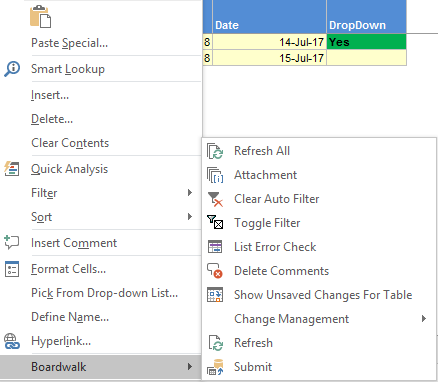 Date DropDown
8 14-Jul-17 Yes
8 15-Jul-17
Paste Special...
Smart Lookup
Insert...
Delete...
Clear Contents
Quick Analysis
Filter
Sort
Insert Comment
Format Cells...
Pick From Drop-down List...
Define Name...
Hyperlink...
Boardwalk
Refresh All
Attachment
Clear Auto Filter
Toggle Filter
List Error Check
Delete Comments
Show Unsaved Changes For Table
Change Management
Refresh
Submit